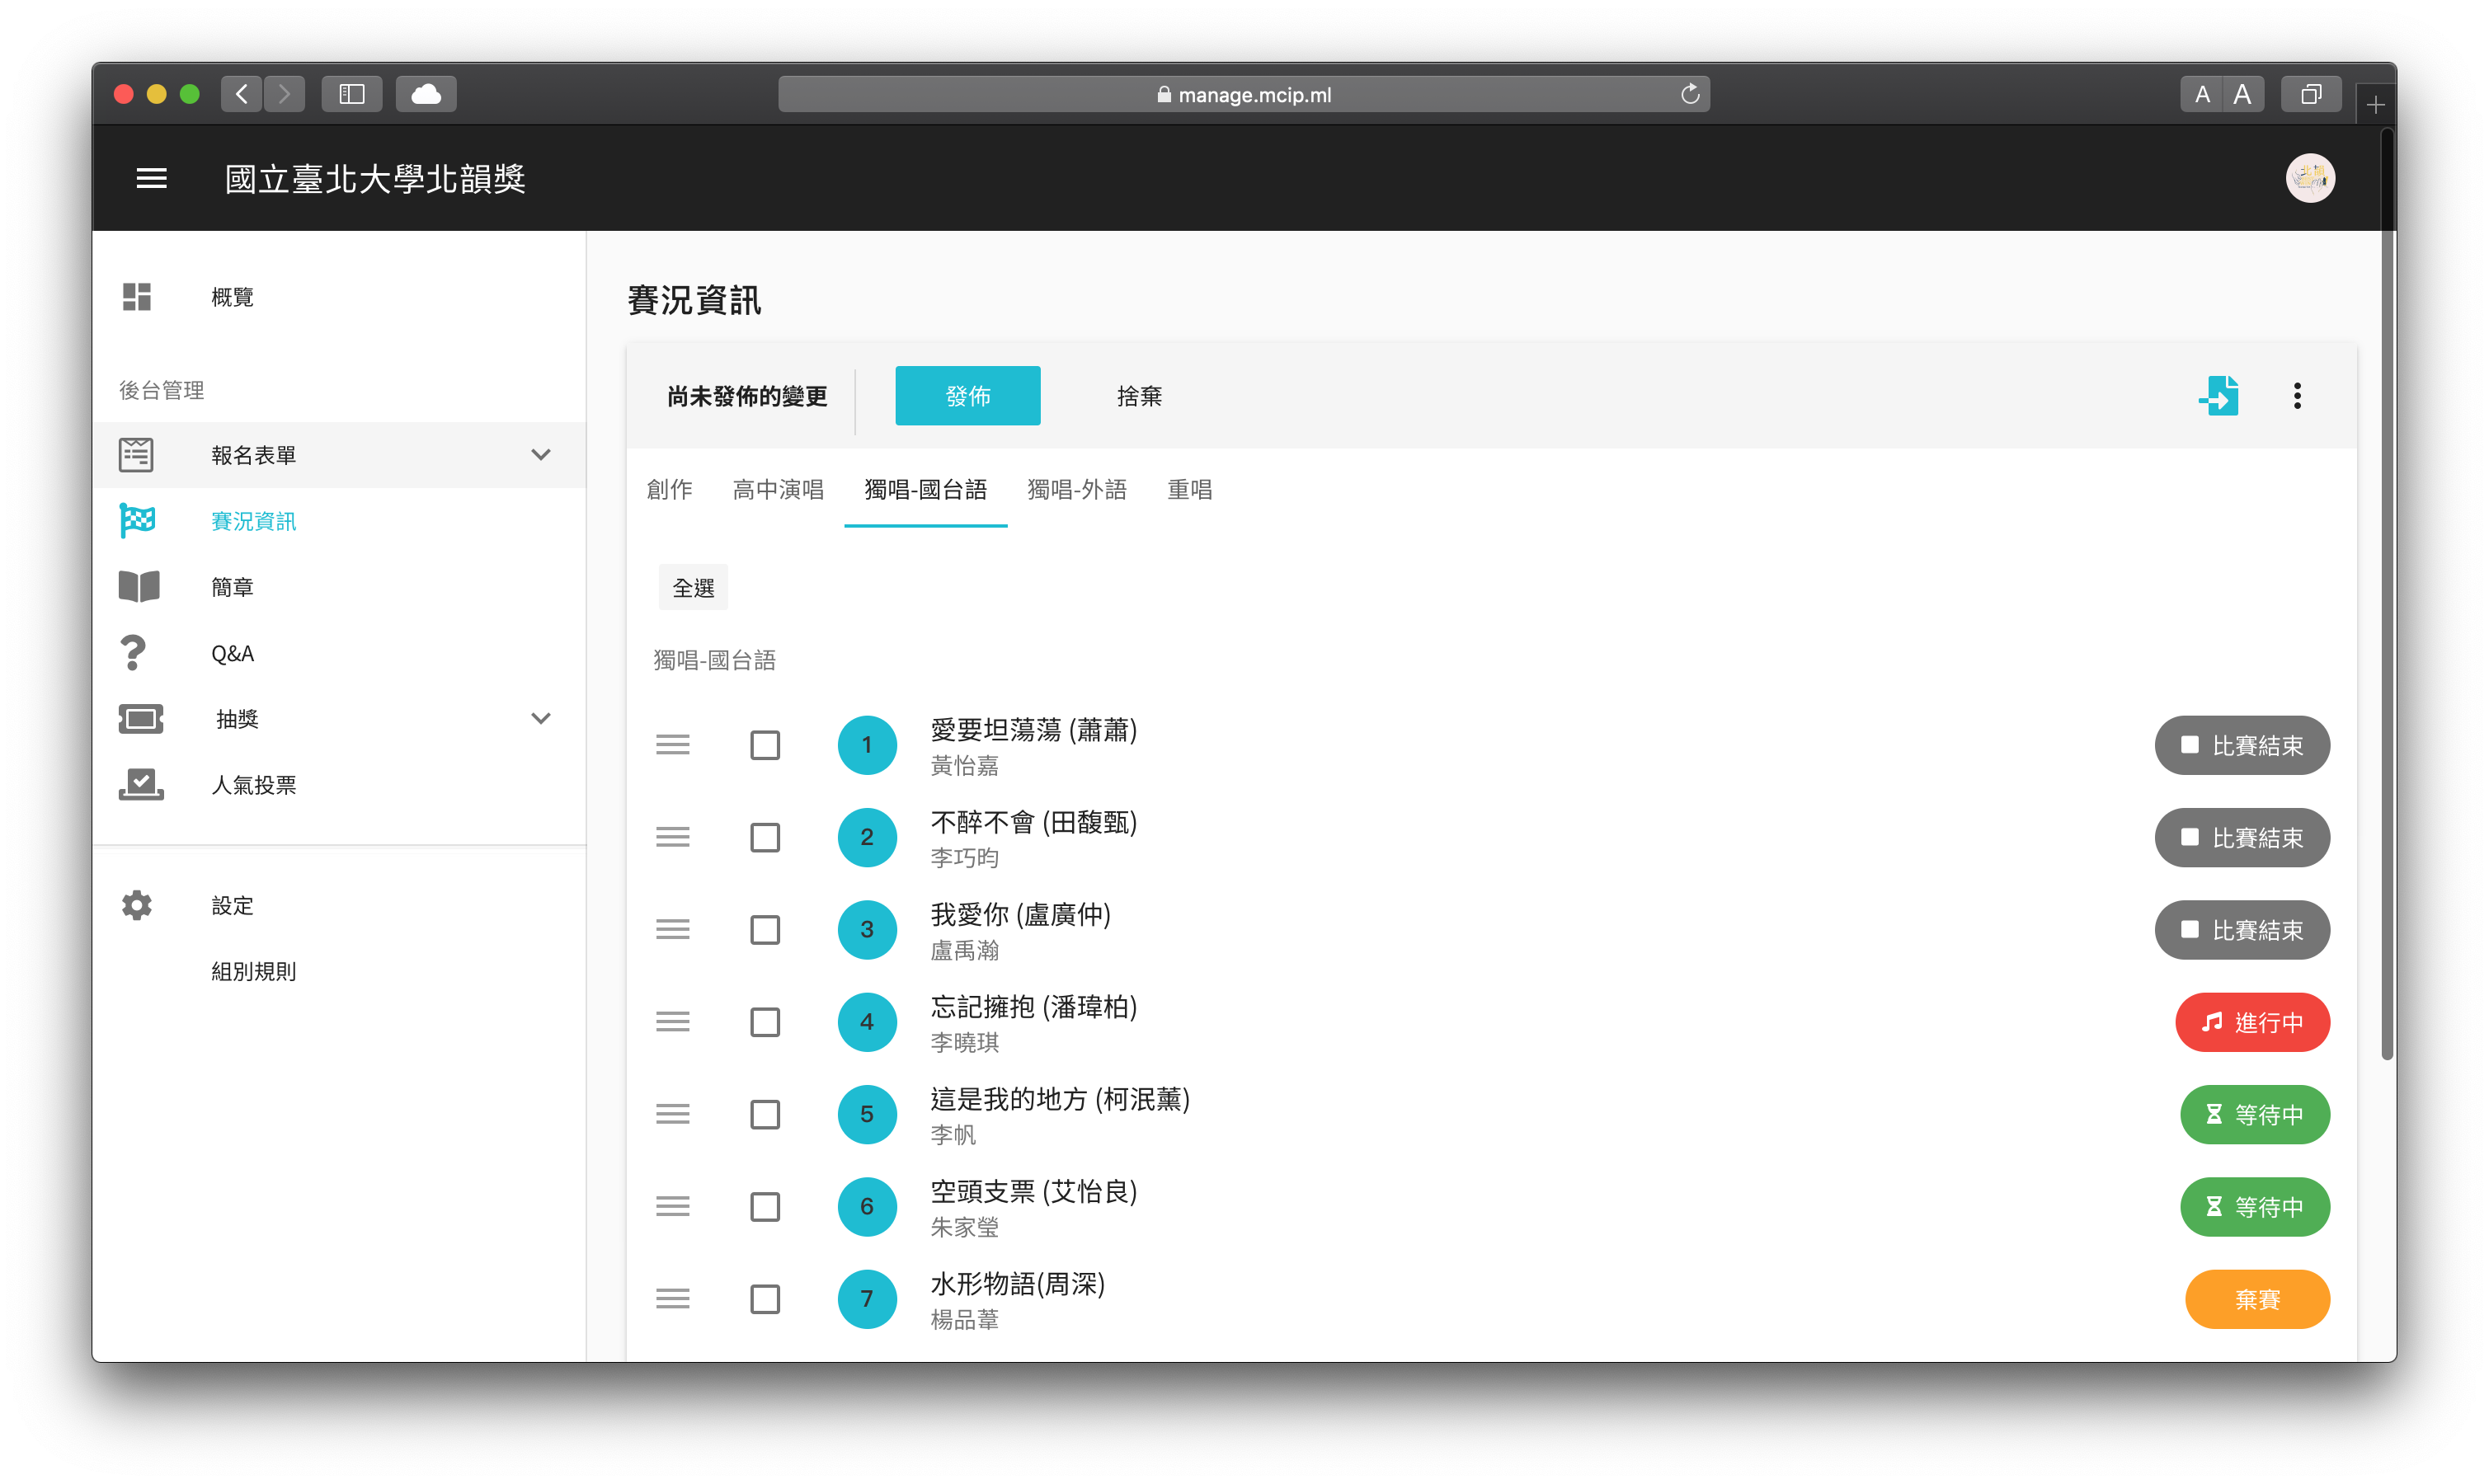 manage.mcip.ml
A A
國立臺北大學北韻獎
概覽
後台管理
報名表單
賽況資訊
簡章
Q&A
抽獎
人氣投票
設定
組別規則
賽況資訊
尚未發佈的變更 發佈 捨棄
創作 高中演唱 獨唱-國台語 獨唱-外語 重唱
全選
獨唱-國台語
1 愛要坦蕩蕩 (蕭蕭) 比賽結束
黃怡嘉
2 不醉不會 (田馥甄) 比賽結束
李巧昀
3 我愛你 (盧廣仲) 比賽結束
盧禹瀚
4 忘記擁抱 (潘瑋柏) 進行中
李曉琪
5 這是我的地方 (柯泯薰) 等待中
李帆
6 空頭支票 (艾怡良) 等待中
朱家瑩
7 水形物語(周深) 棄賽
楊品葦